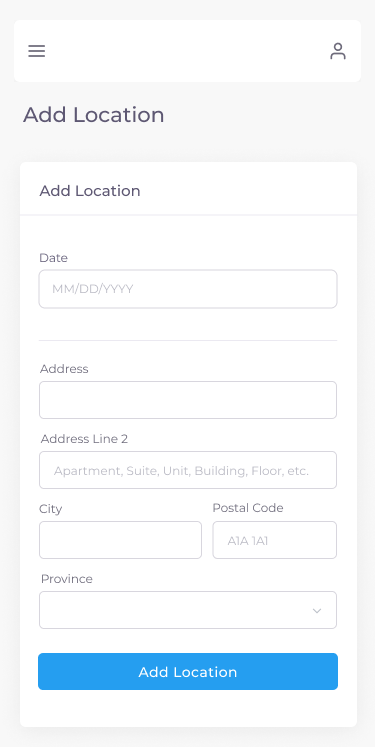 Add Location
Add Location
Date
MM/DD/YYYY
Address
Address Line 2
Apartment, Suite, Unit, Building, Floor, etc.
City
Postal Code
A1A 1A1
Province
Add Location